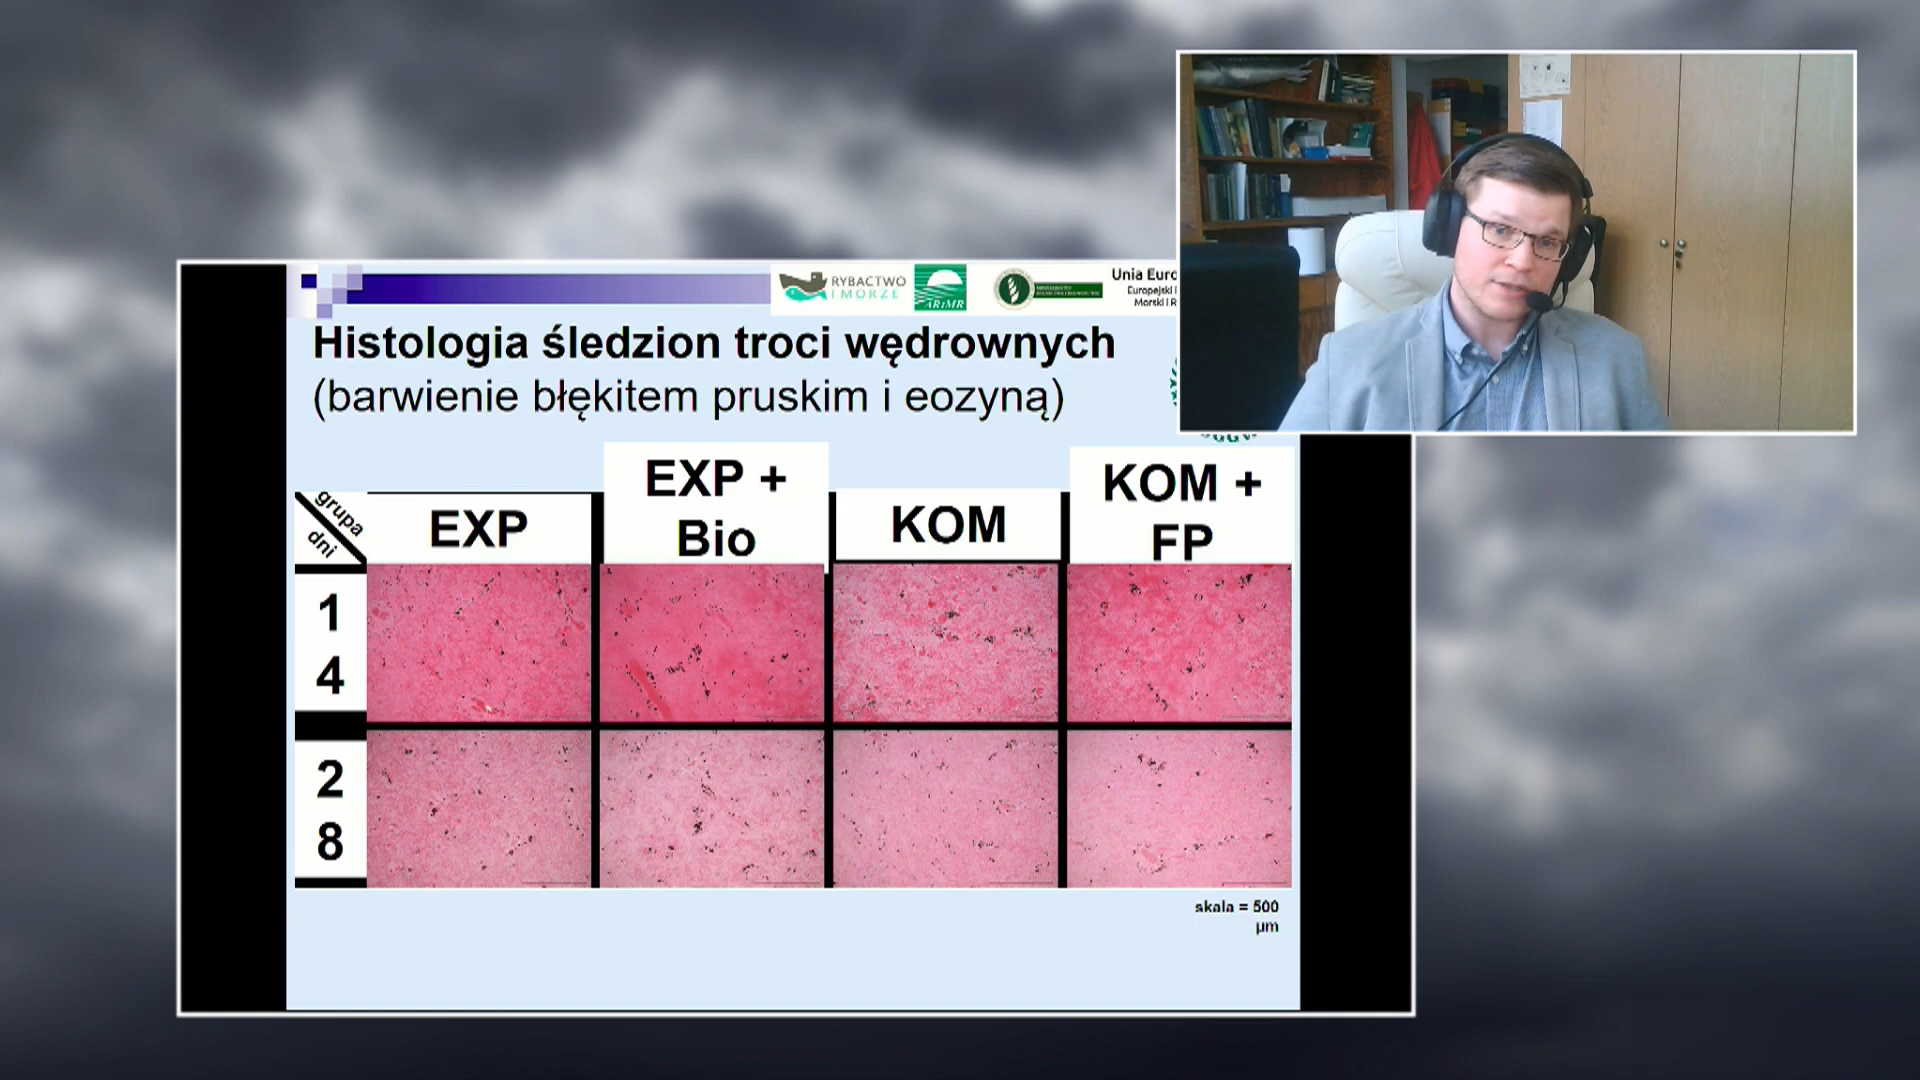 RYBACTWO
I MORZE
ARiMR
Unia Euro
Europejski
Morski i R
Histologia śledzion troci wędrownych
(barwienie błękitem pruskim i eozyną)
grupa
dni
EXP
EXP +
Bio
KOM
KOM +
FP
1
4
2
8
skala = 500
µm